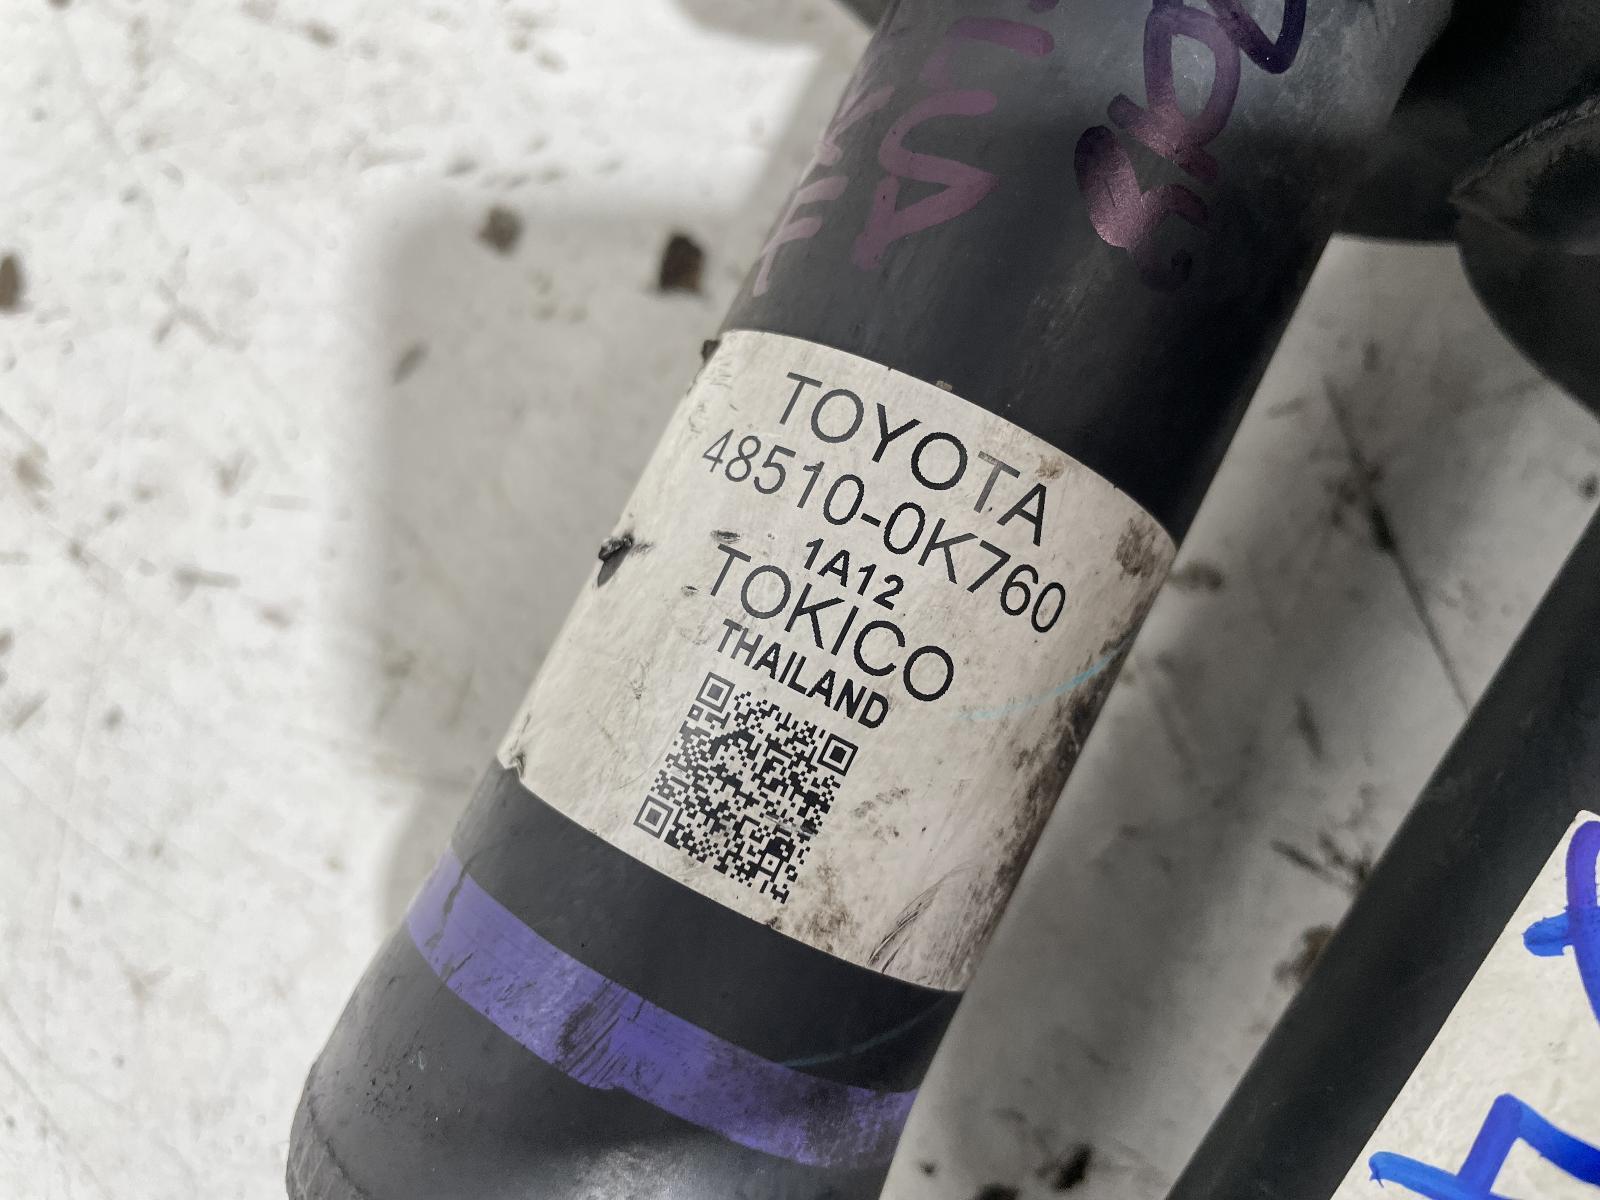 TOYOTA
48510-0K760
1A12
TOKICO
THAILAND